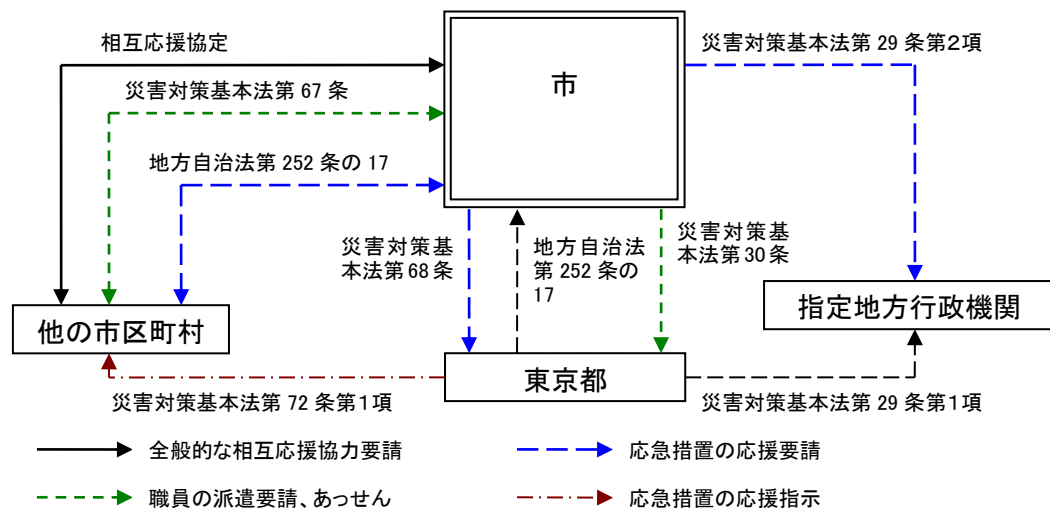 相互応援協定
災害対策基本法第 67 条
地方自治法第 252 条の 17
市
災害対策基本法第 29 条第2項
災害対策基
本法第 68 条
地方自治法
第 252 条の
17
災害対策基
本法第 30 条
他の市区町村
東京都
指定地方行政機関
災害対策基本法第 72 条第1項
災害対策基本法第 29 条第1項
全般的な相互応援協力要請
応急措置の応援要請
職員の派遣要請、あっせん
応急措置の応援指示